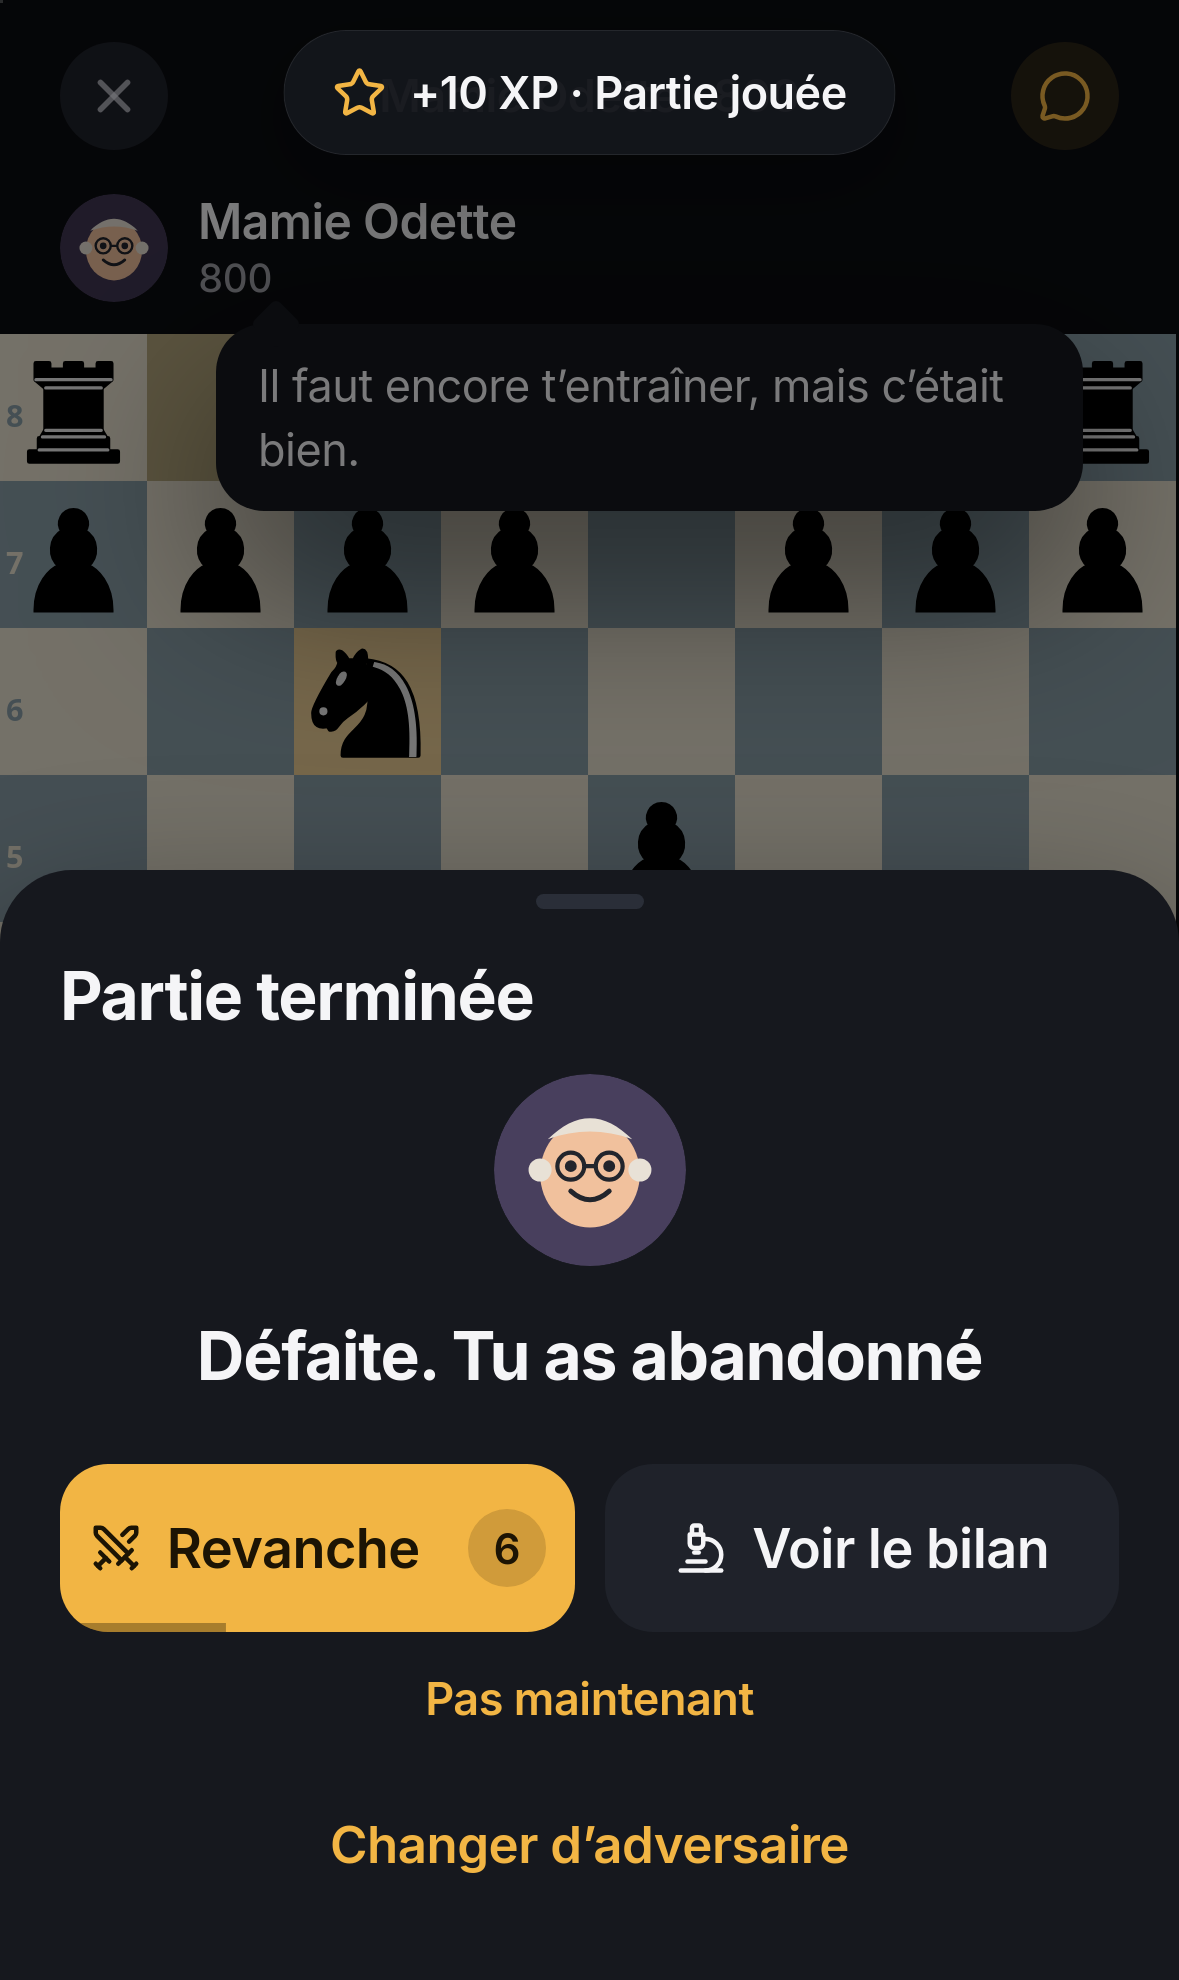 +10 XP · Partie jouée
Mamie Odette
800
Il faut encore t’entraîner, mais c’était
bien.
8
7
6
5
Partie terminée
Défaite. Tu as abandonné
Revanche 6
Voir le bilan
Pas maintenant
Changer d’adversaire